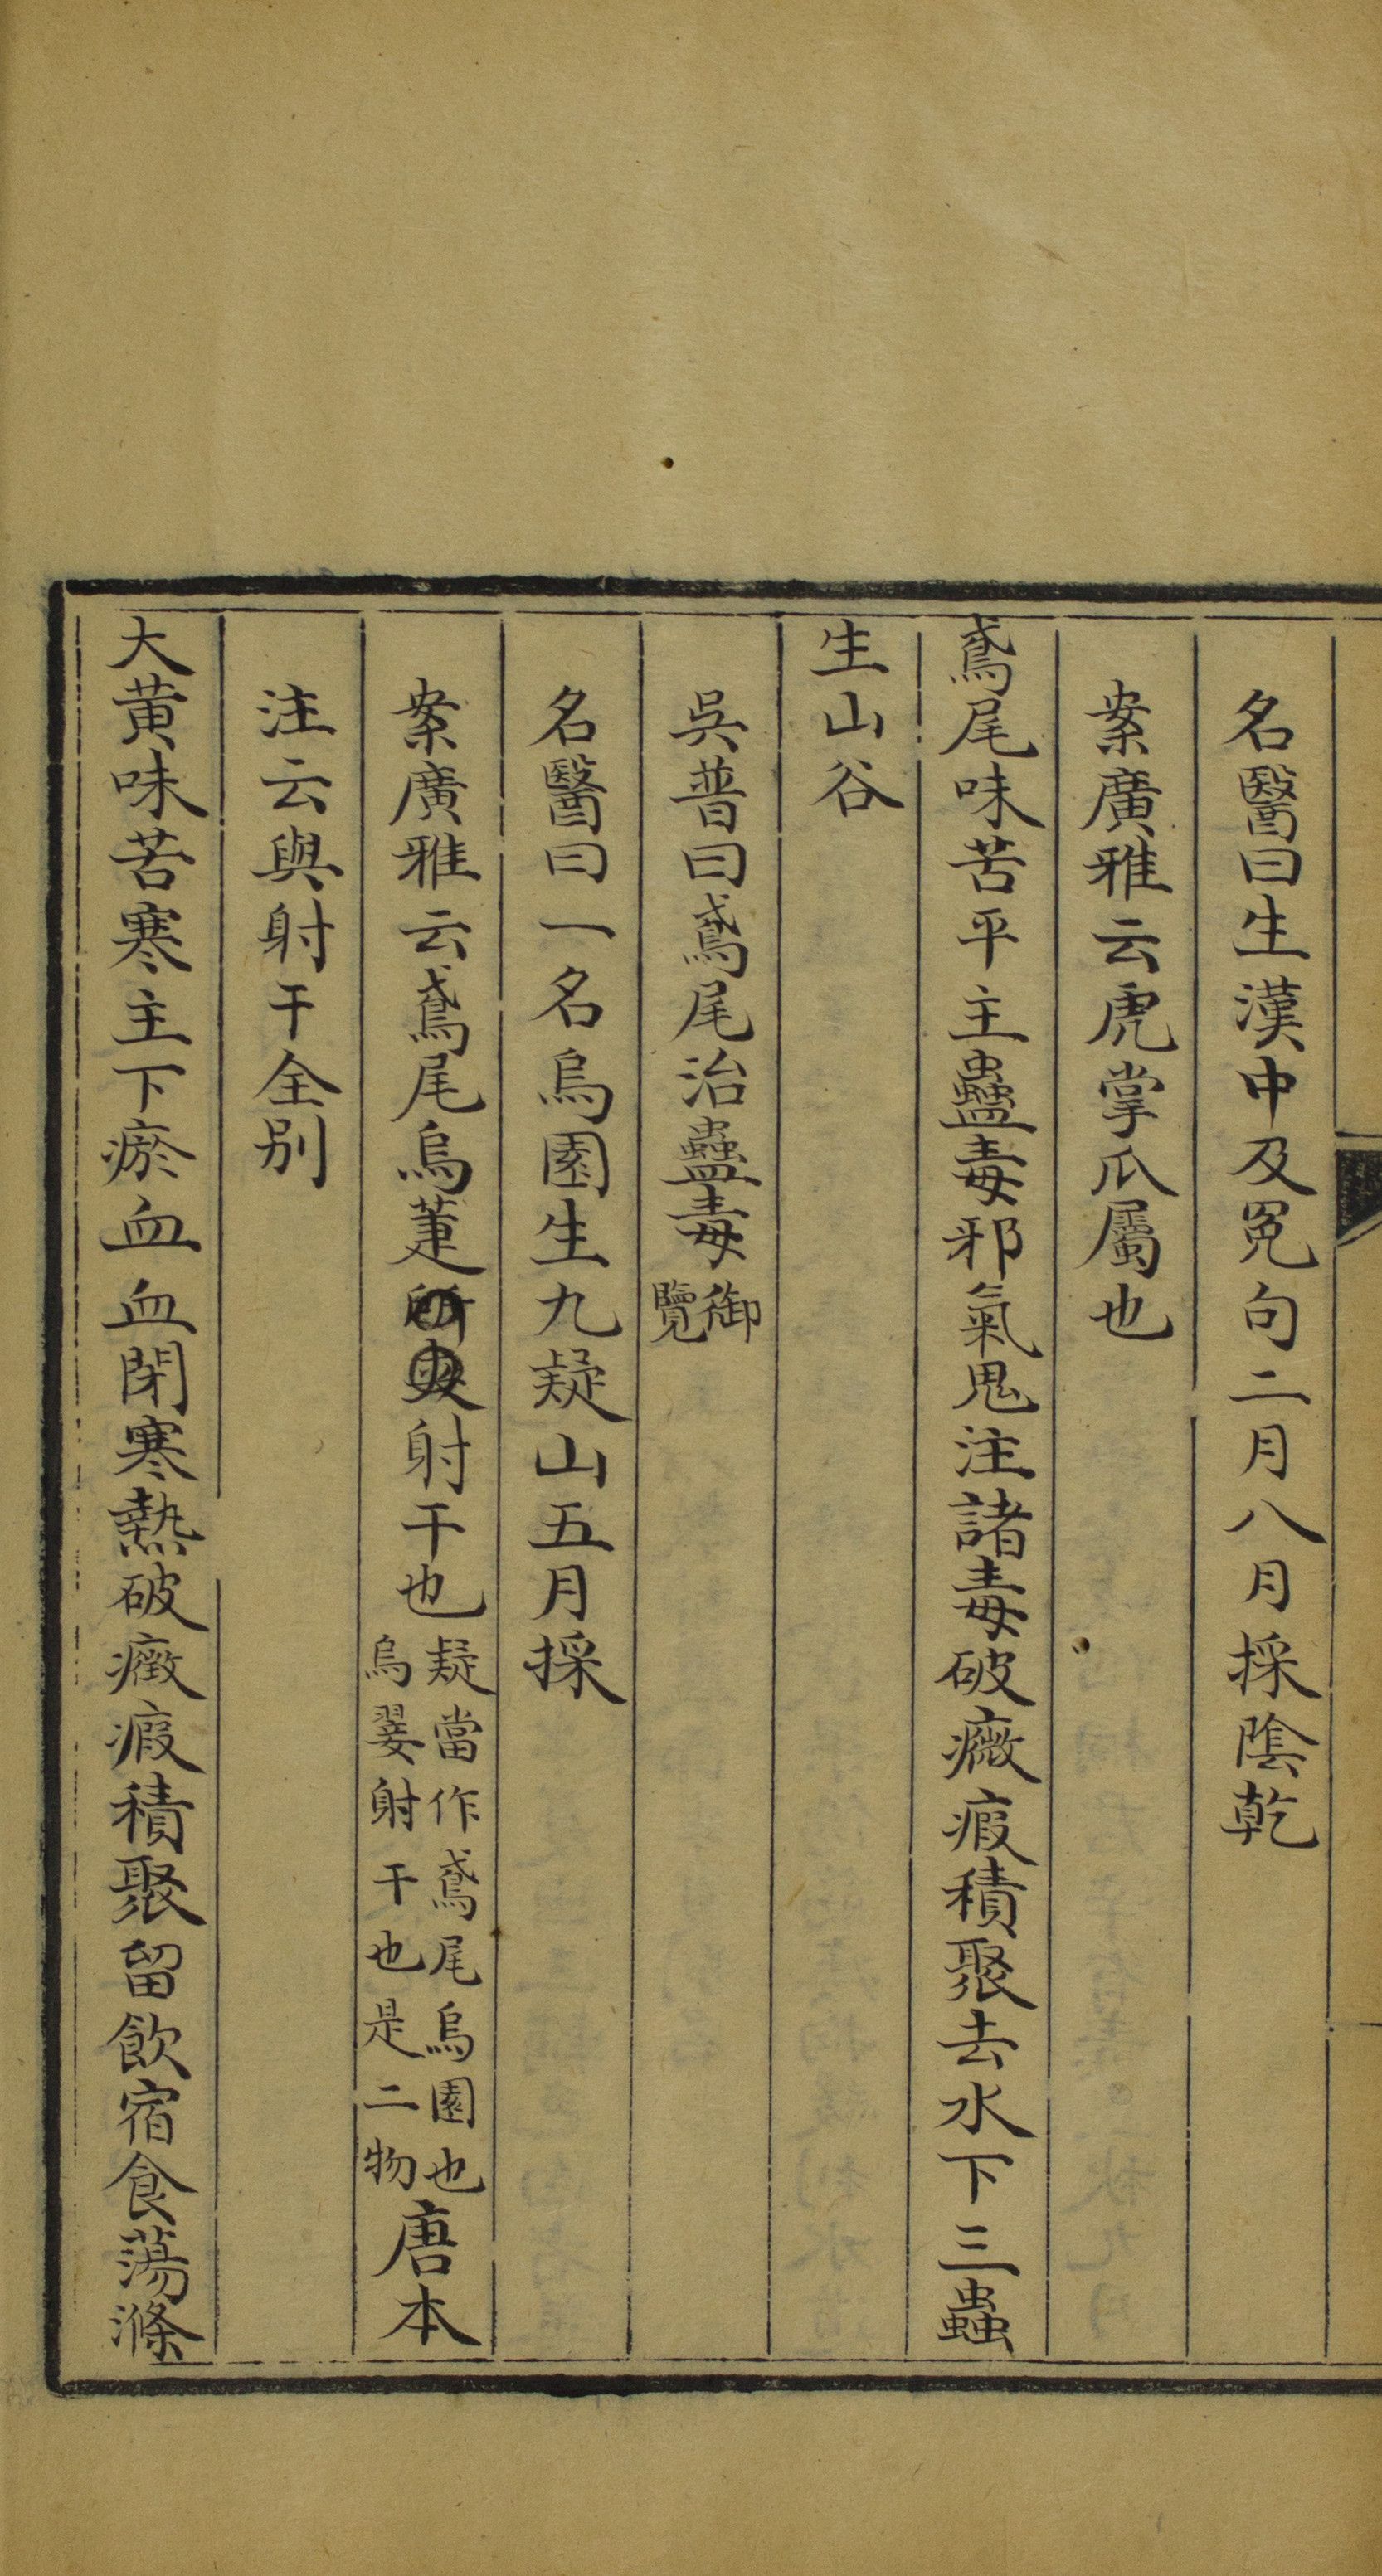 名醫曰生漢中及冤句二月八月採陰乾
案廣雅云虎掌瓜屬也
鳶尾味苦平主蠱毒邪氣鬼注諸毒破癥瘕積聚去水下三蟲
生山谷
吳普曰鳶尾治蠱毒御覽
名醫曰一名烏園生九疑山五月採
案廣雅云鳶尾烏萐射干也疑當作鳶尾烏園也烏翣射干也是二物唐本
注云與射干全別
大黃味苦寒主下瘀血血閉寒熱破癥瘕積聚留飲宿食蕩滌